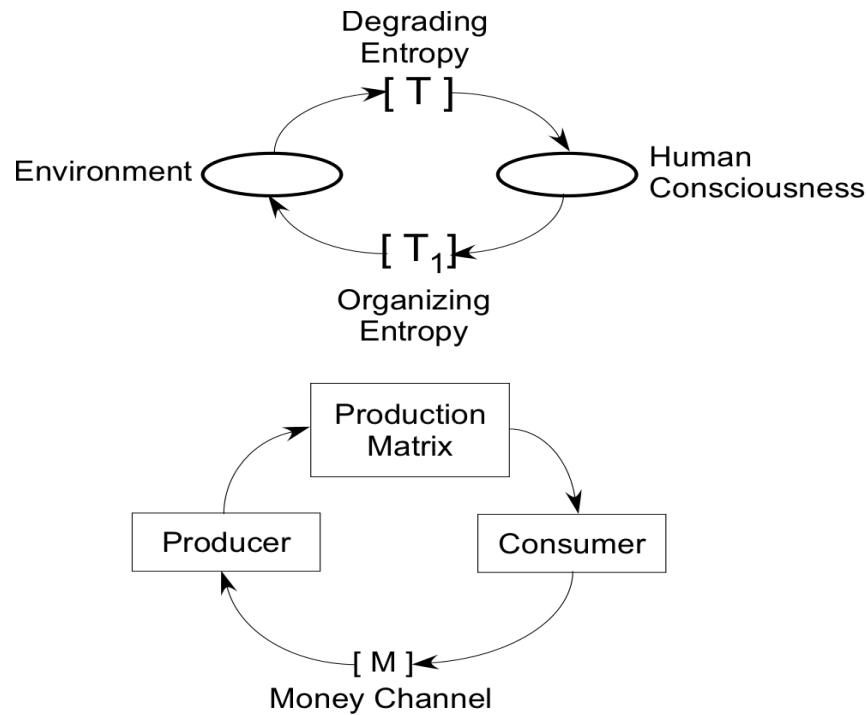 Degrading
Entropy
[ T ]
Environment
Human
Consciousness
[ T₁]
Organizing
Entropy
Production
Matrix
Producer
Consumer
[ M ]
Money Channel